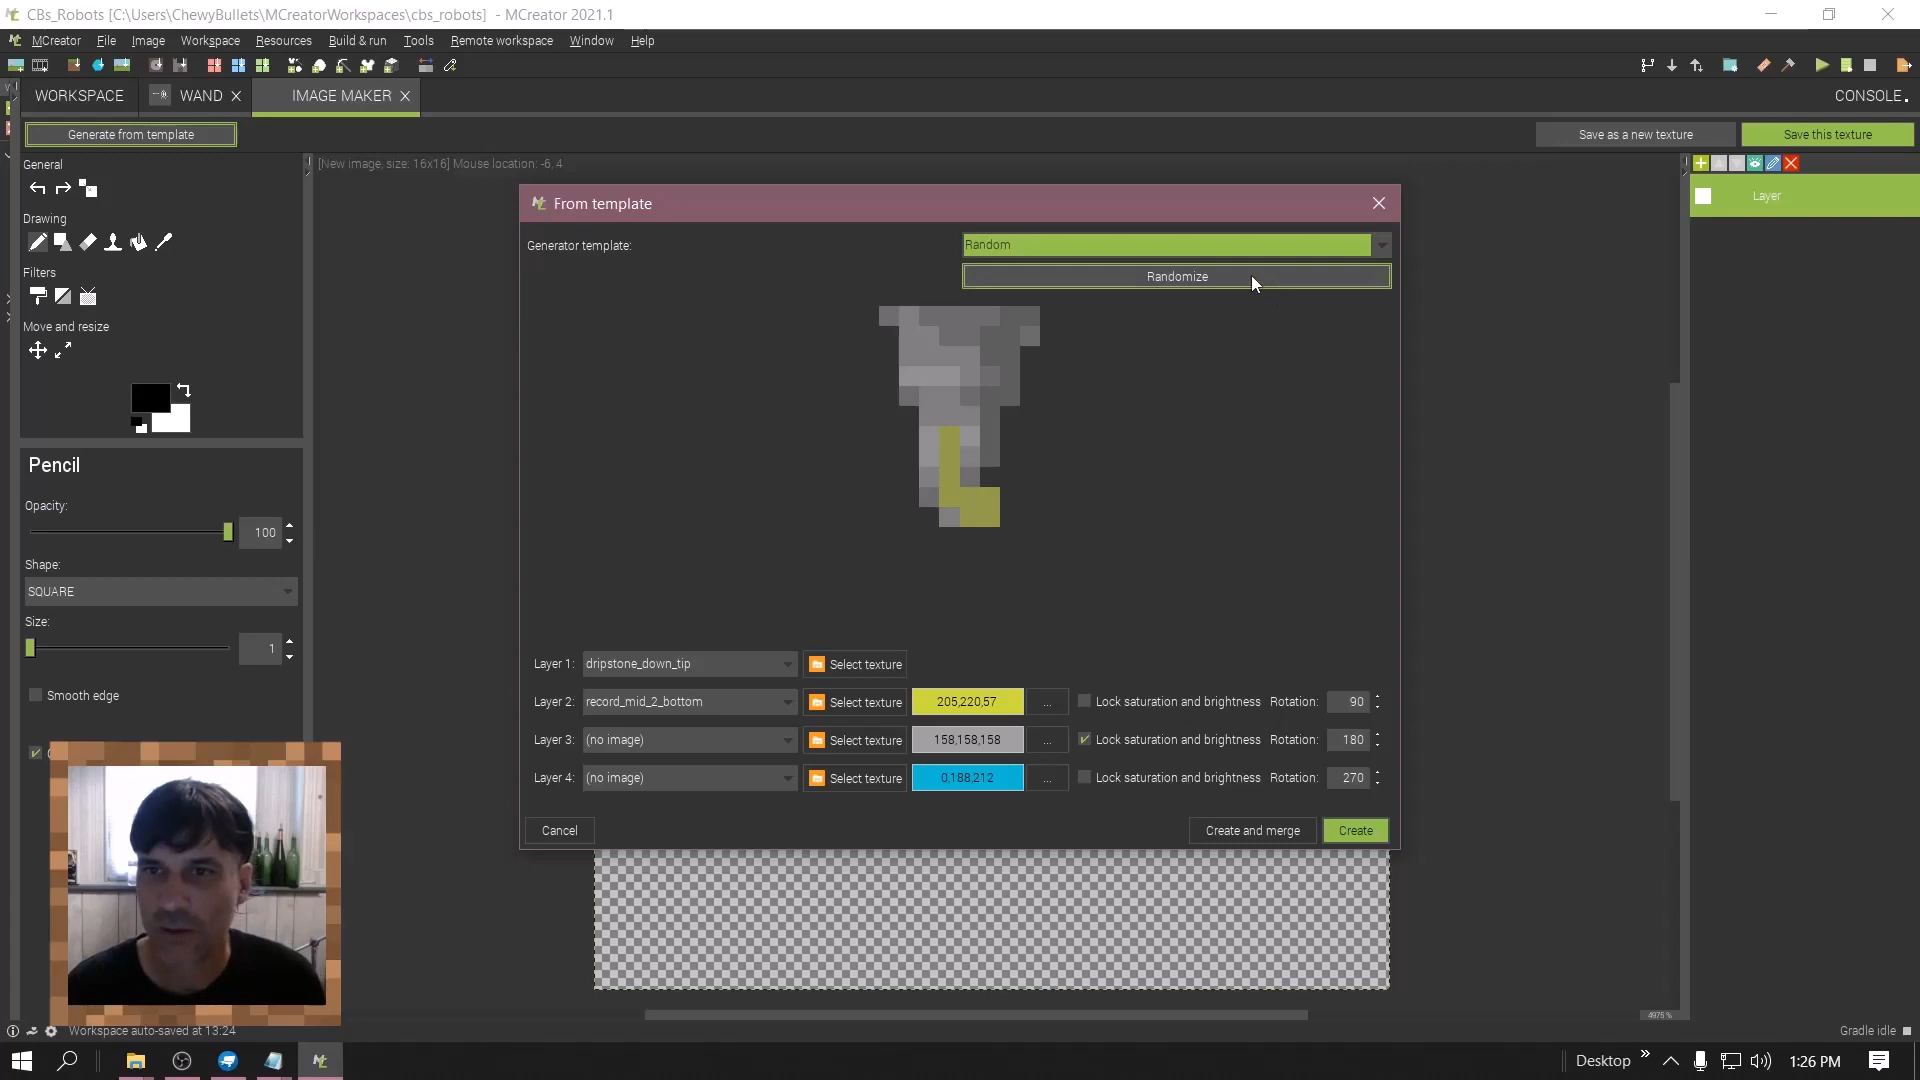 CBs_Robots [C:\Users\ChewyBullets\MCreatorWorkspaces\cbs_robots] - MCreator 2021.1
MCreator File Image Workspace Resources Build & run Tools Remote workspace Window Help
WORKSPACE WAND IMAGE MAKER CONSOLE
Generate from template Save as a new texture Save this texture
General
[New image, size: 16x16] Mouse location: -6, 4
Layer
Drawing
Filters
Move and resize
Pencil
Opacity:
100
Shape:
SQUARE
Size:
1
Smooth edge
From template
Generator template: Random
Randomize
Layer 1: dripstone_down_tip Select texture
Layer 2: record_mid_2_bottom Select texture 205,220,57 ... Lock saturation and brightness Rotation: 90
Layer 3: (no image) Select texture 158,158,158 ... Lock saturation and brightness Rotation: 180
Layer 4: (no image) Select texture 0,188,212 ... Lock saturation and brightness Rotation: 270
Cancel Create and merge Create
4975 %
Workspace auto-saved at 13:24 Gradle idle
Desktop 1:26 PM